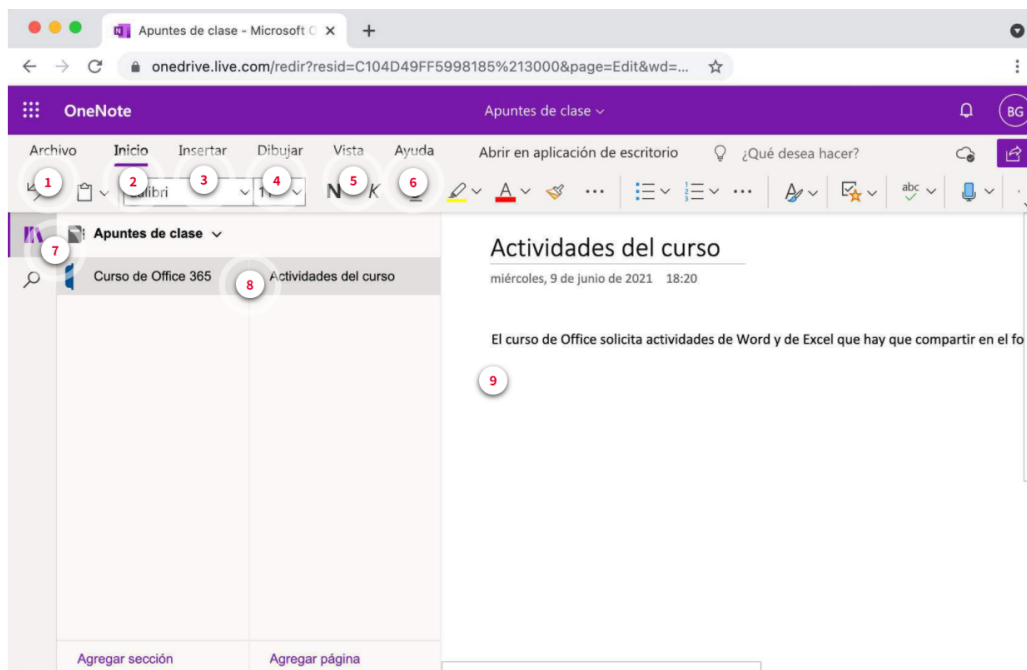 Apuntes de clase - Microsoft O
onedrive.live.com/redir?resid=C104D49FF5998185%213000&page=Edit&wd=...
OneNote Apuntes de clase BG
Archivo Inicio Insertar Dibujar Vista Ayuda Abrir en aplicación de escritorio ¿Qué desea hacer?
1 2 3 4 5 6
N K abc
7
Apuntes de clase
Actividades del curso
miércoles, 9 de junio de 2021 18:20
Curso de Office 365 8 Actividades del curso
El curso de Office solicita actividades de Word y de Excel que hay que compartir en el fo
9
Agregar sección Agregar página